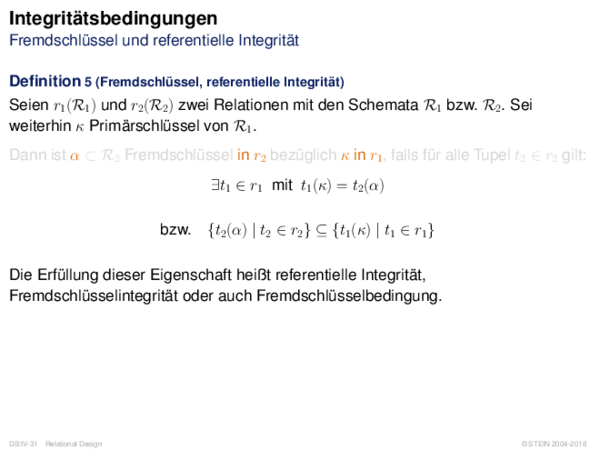 Integritätsbedingungen
Fremdschlüssel und referentielle Integrität
Definition 5 (Fremdschlüssel, referentielle Integrität)
Seien r₁(ℛ₁) und r₂(ℛ₂) zwei Relationen mit den Schemata ℛ₁ bzw. ℛ₂. Sei
weiterhin κ Primärschlüssel von ℛ₁.
Dann ist α ⊂ ℛ₂ Fremdschlüssel in r₂ bezüglich κ in r₁, falls für alle Tupel t₂ ∈ r₂ gilt:
∃t₁ ∈ r₁ mit t₁(κ) = t₂(α)
bzw. {t₂(α) | t₂ ∈ r₂} ⊆ {t₁(κ) | t₁ ∈ r₁}
Die Erfüllung dieser Eigenschaft heißt referentielle Integrität,
Fremdschlüsselintegrität oder auch Fremdschlüsselbedingung.
DB:IV-31 Relational Design
© STEIN 2004-2018